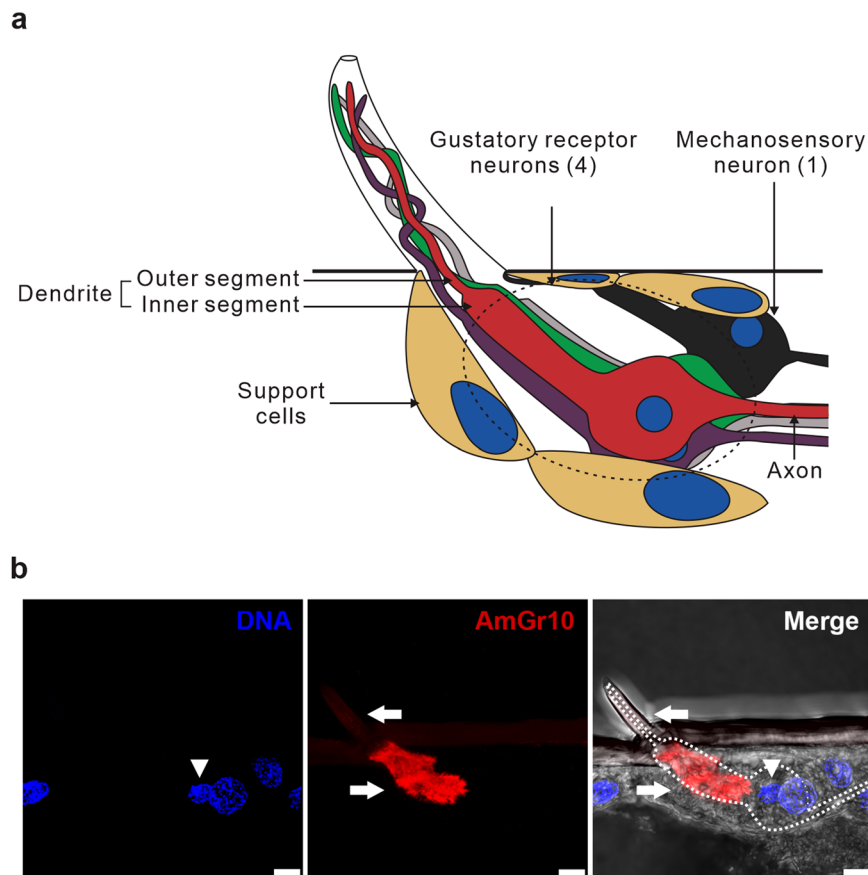 a
Gustatory receptor
neurons (4)
Mechanosensory
neuron (1)
Dendrite
Outer segment
Inner segment
Support
cells
Axon
b
DNA
AmGr10
Merge